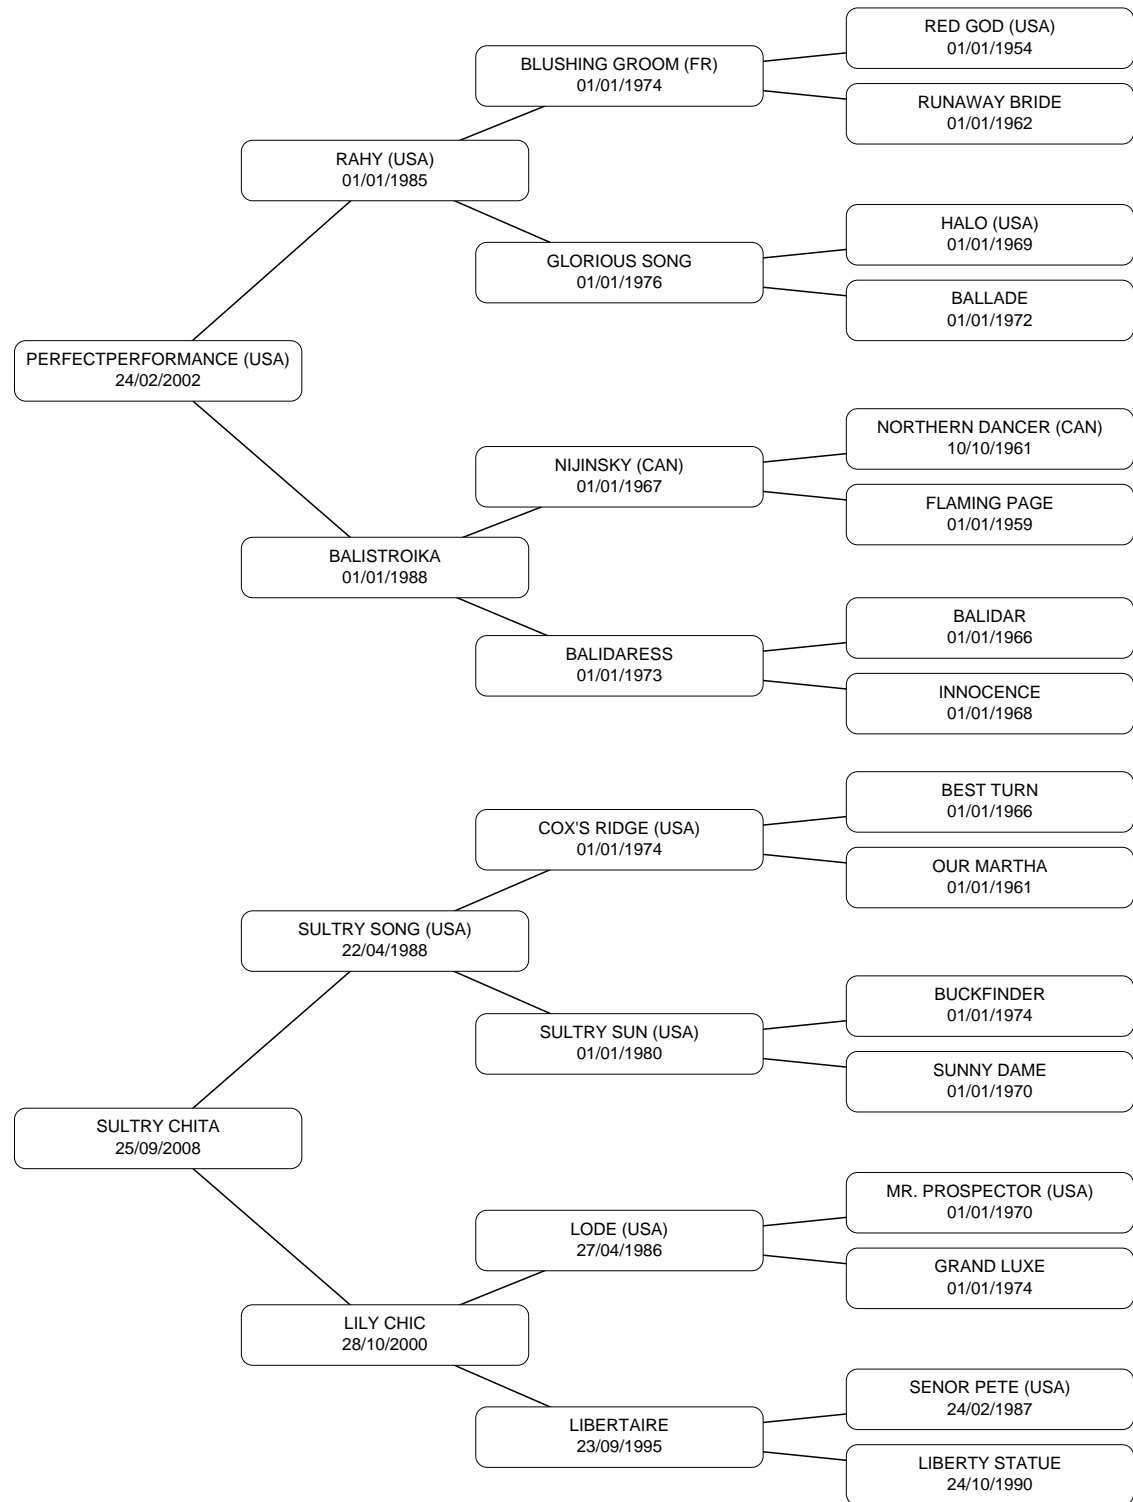 RED GOD (USA)
01/01/1954
BLUSHING GROOM (FR)
01/01/1974
RUNAWAY BRIDE
01/01/1962
RAHY (USA)
01/01/1985
HALO (USA)
01/01/1969
GLORIOUS SONG
01/01/1976
BALLADE
01/01/1972
PERFECTPERFORMANCE (USA)
24/02/2002
NORTHERN DANCER (CAN)
10/10/1961
NIJINSKY (CAN)
01/01/1967
FLAMING PAGE
01/01/1959
BALISTROIKA
01/01/1988
BALIDAR
01/01/1966
BALIDARESS
01/01/1973
INNOCENCE
01/01/1968
BEST TURN
01/01/1966
COX'S RIDGE (USA)
01/01/1974
OUR MARTHA
01/01/1961
SULTRY SONG (USA)
22/04/1988
BUCKFINDER
01/01/1974
SULTRY SUN (USA)
01/01/1980
SUNNY DAME
01/01/1970
SULTRY CHITA
25/09/2008
MR. PROSPECTOR (USA)
01/01/1970
LODE (USA)
27/04/1986
GRAND LUXE
01/01/1974
LILY CHIC
28/10/2000
SENOR PETE (USA)
24/02/1987
LIBERTAIRE
23/09/1995
LIBERTY STATUE
24/10/1990